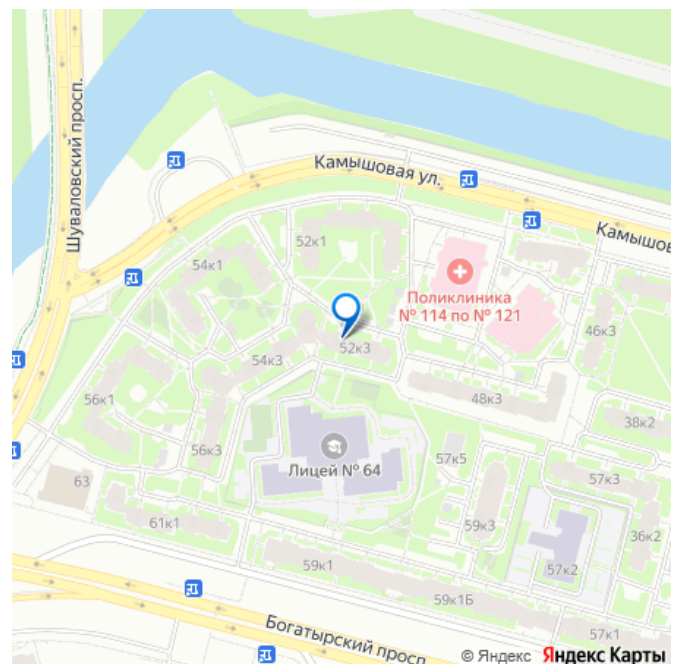 Шуваловский просп.
Камышовая ул.
Камышов
52к1
54к1
Поликлиника
№ 114 по № 121
46к3
52к3
54к3
48к3
56к1
38к2
56к3
Лицей № 64
57к5
57к3
63
61к1
59к3
36к2
57к2
59к1
59к1Б
57к1
Богатырский просп.
© Яндекс Яндекс Карты